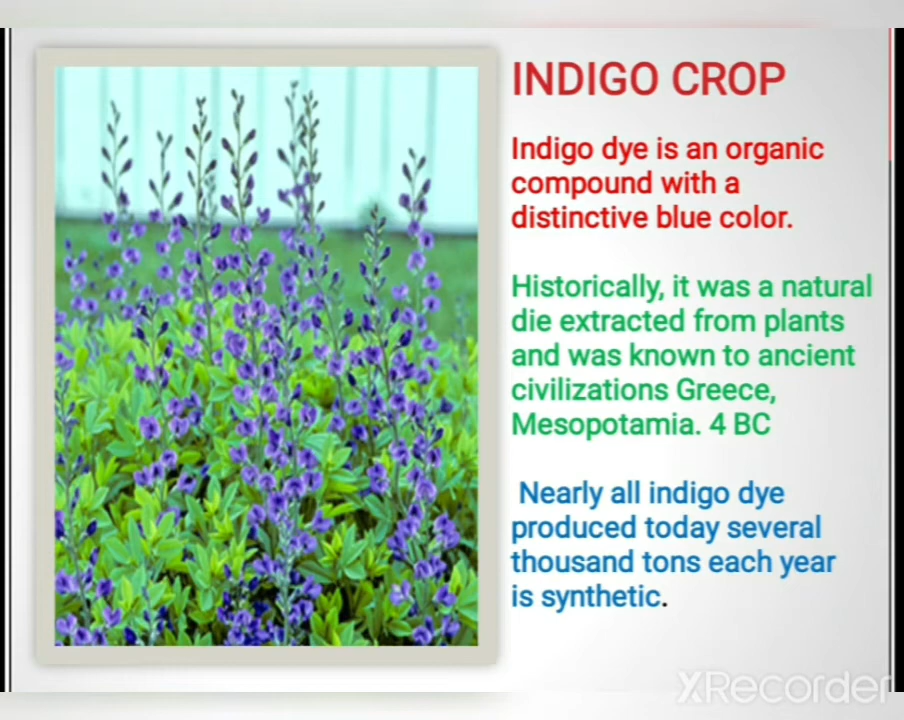 INDIGO CROP
Indigo dye is an organic
compound with a
distinctive blue color.
Historically, it was a natural
die extracted from plants
and was known to ancient
civilizations Greece,
Mesopotamia. 4 BC
Nearly all indigo dye
produced today several
thousand tons each year
is synthetic.
XRecorder